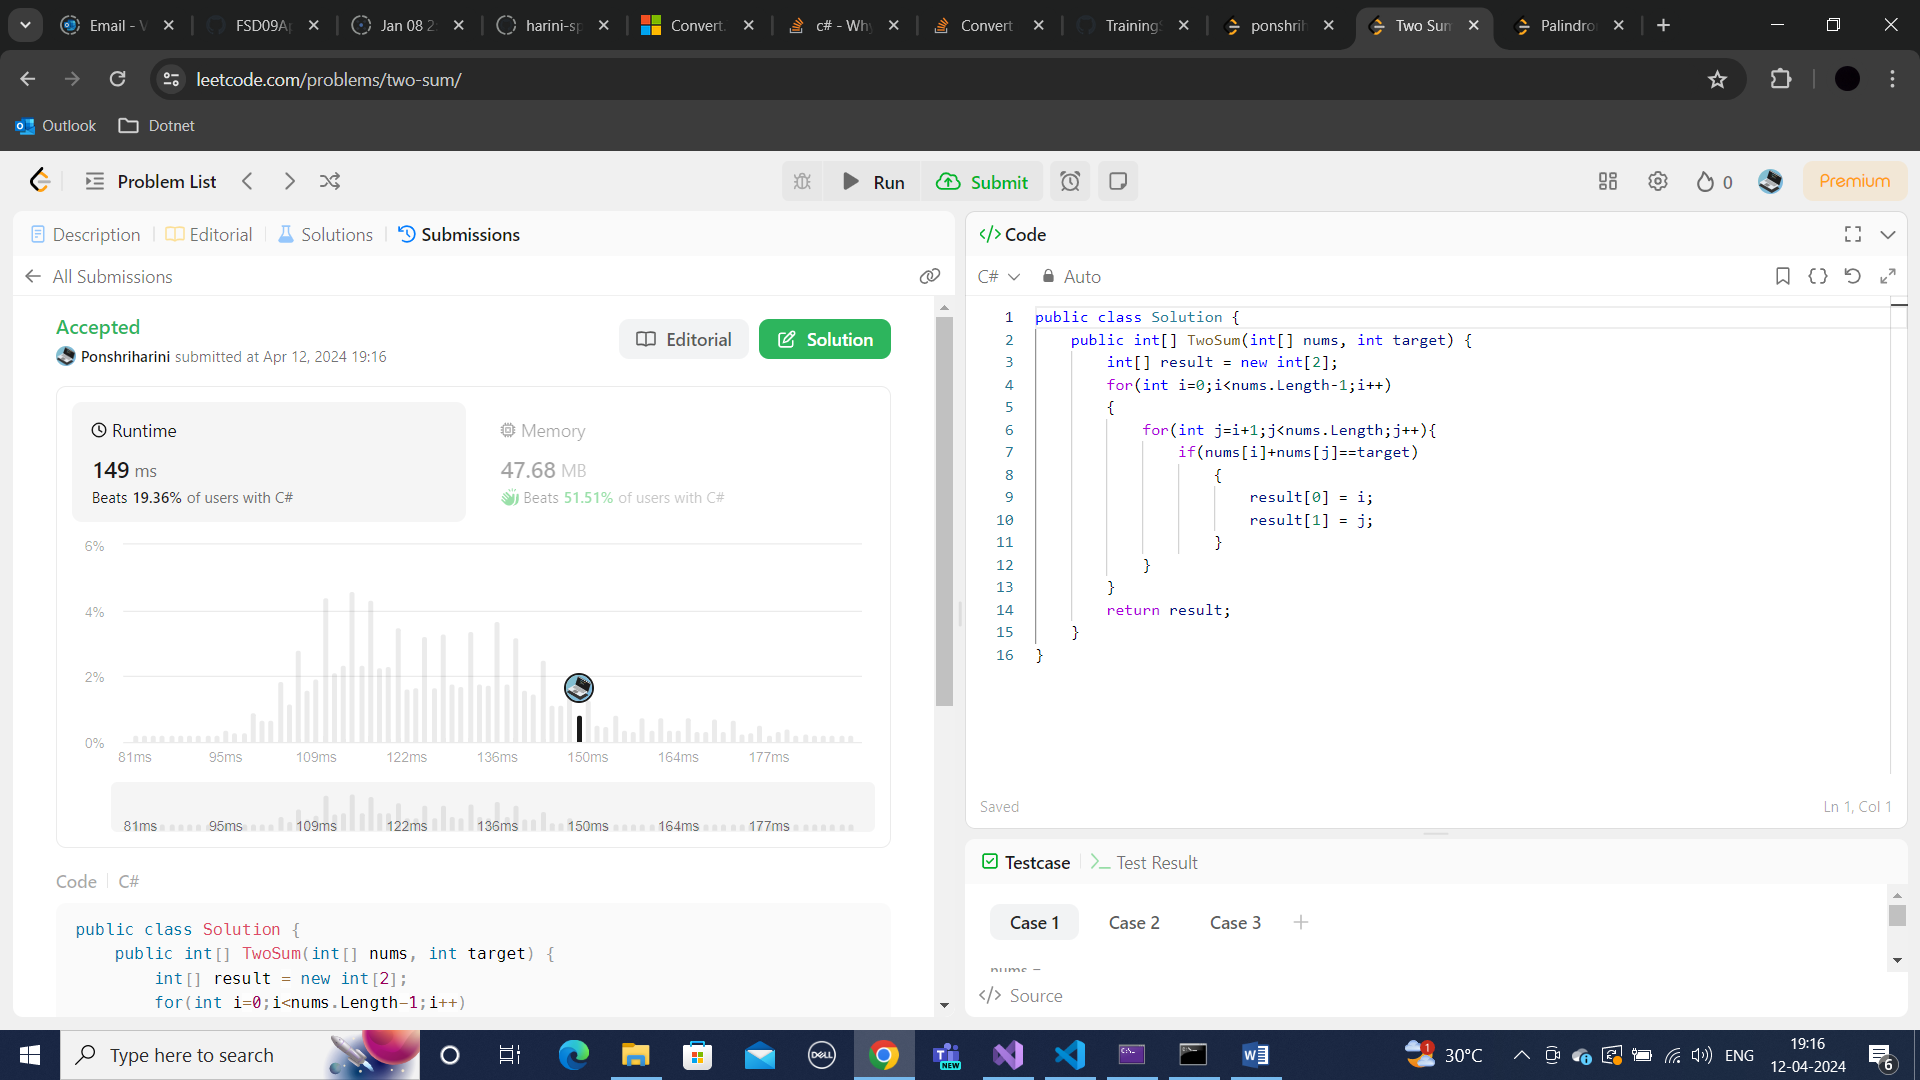 Email - V
FSD09A
Jan 08 2
harini-sp
Convert.
c# - Why
Convert
Training
ponshrih
Two Sum
Palindro
leetcode.com/problems/two-sum/
Outlook
Dotnet
Problem List
Run
Submit
0
Premium
Description
Editorial
Solutions
Submissions
All Submissions
Accepted
Ponshriharini submitted at Apr 12, 2024 19:16
Editorial
Solution
Runtime
149 ms
Beats 19.36% of users with C#
Memory
47.68 MB
Beats 51.51% of users with C#
6%
4%
2%
0%
81ms 95ms 109ms 122ms 136ms 150ms 164ms 177ms
81ms 95ms 109ms 122ms 136ms 150ms 164ms 177ms
Code C#
public class Solution {
public int[] TwoSum(int[] nums, int target) {
int[] result = new int[2];
for(int i=0;i<nums.Length-1;i++)
</> Code
C# Auto
1 public class Solution {
2 public int[] TwoSum(int[] nums, int target) {
3 int[] result = new int[2];
4 for(int i=0;i<nums.Length-1;i++)
5 {
6 for(int j=i+1;j<nums.Length;j++){
7 if(nums[i]+nums[j]==target)
8 {
9 result[0] = i;
10 result[1] = j;
11 }
12 }
13 }
14 return result;
15 }
16 }
Saved
Ln 1, Col 1
Testcase
Test Result
Case 1
Case 2
Case 3
nums =
</> Source
Type here to search
DELL
NEW
1
30°C
ENG
19:16
12-04-2024
6